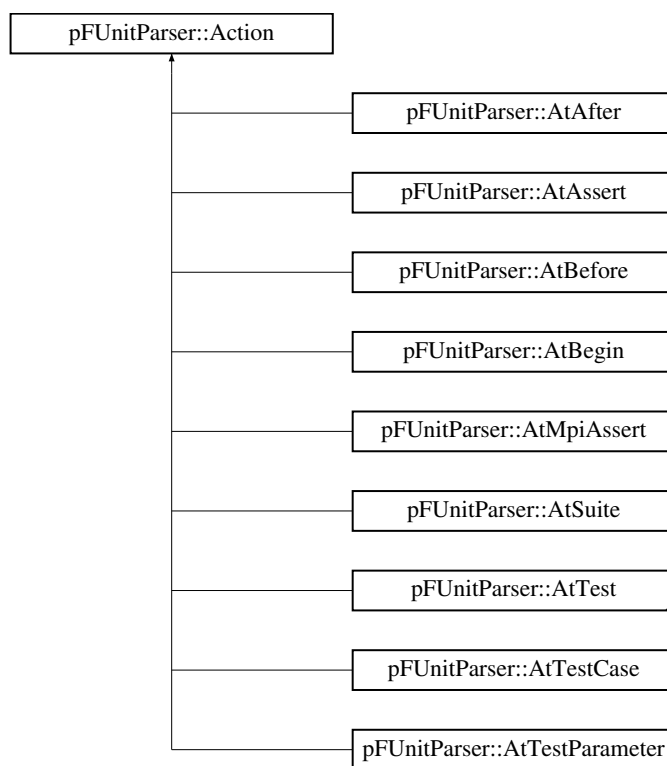 pFUnitParser::Action
pFUnitParser::AtAfter
pFUnitParser::AtAssert
pFUnitParser::AtBefore
pFUnitParser::AtBegin
pFUnitParser::AtMpiAssert
pFUnitParser::AtSuite
pFUnitParser::AtTest
pFUnitParser::AtTestCase
pFUnitParser::AtTestParameter